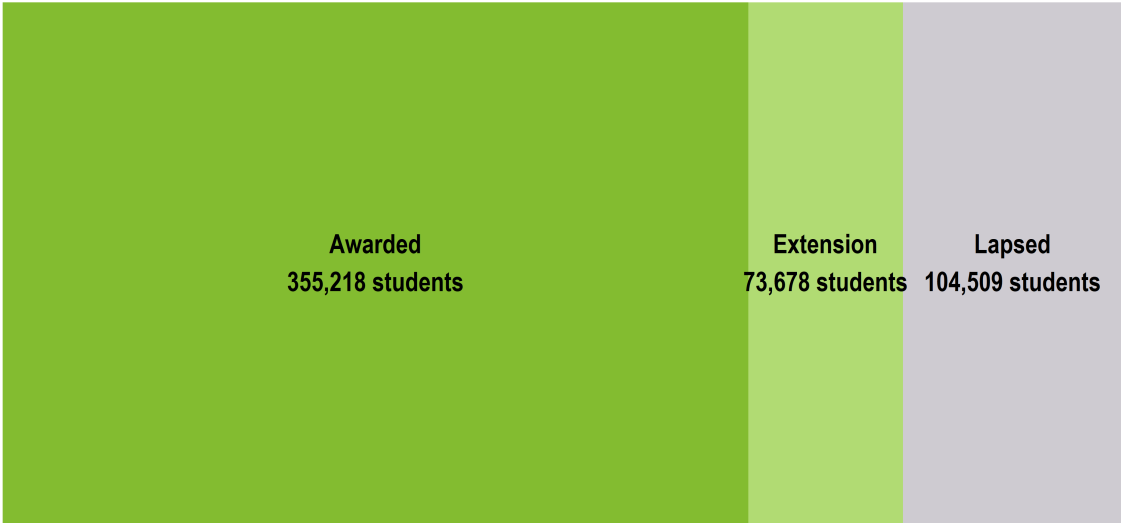 Awarded
355,218 students
Extension
73,678 students
Lapsed
104,509 students